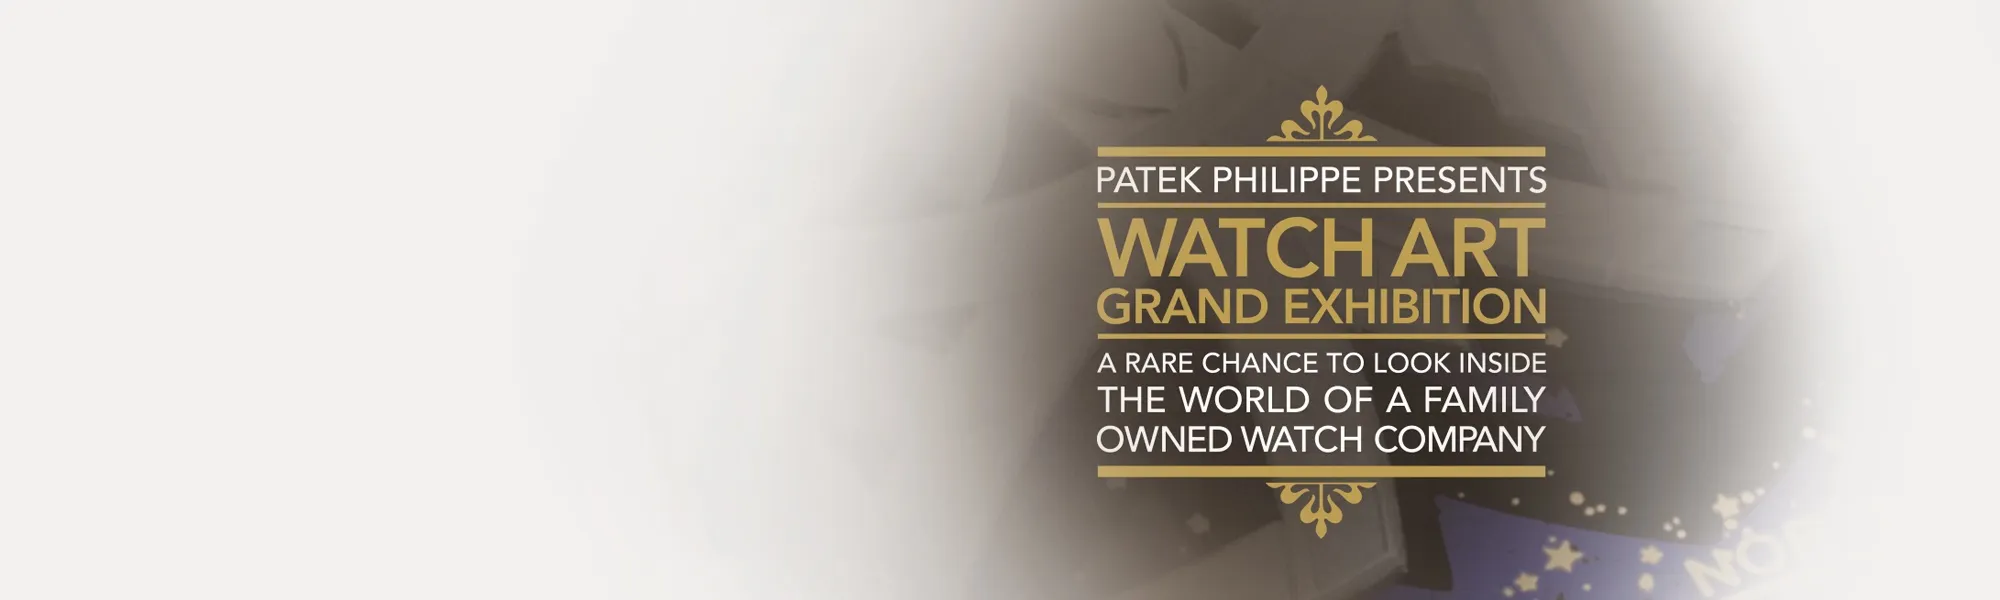 PATEK PHILIPPE PRESENTS
WATCH ART
GRAND EXHIBITION
A RARE CHANCE TO LOOK INSIDE
THE WORLD OF A FAMILY
OWNED WATCH COMPANY